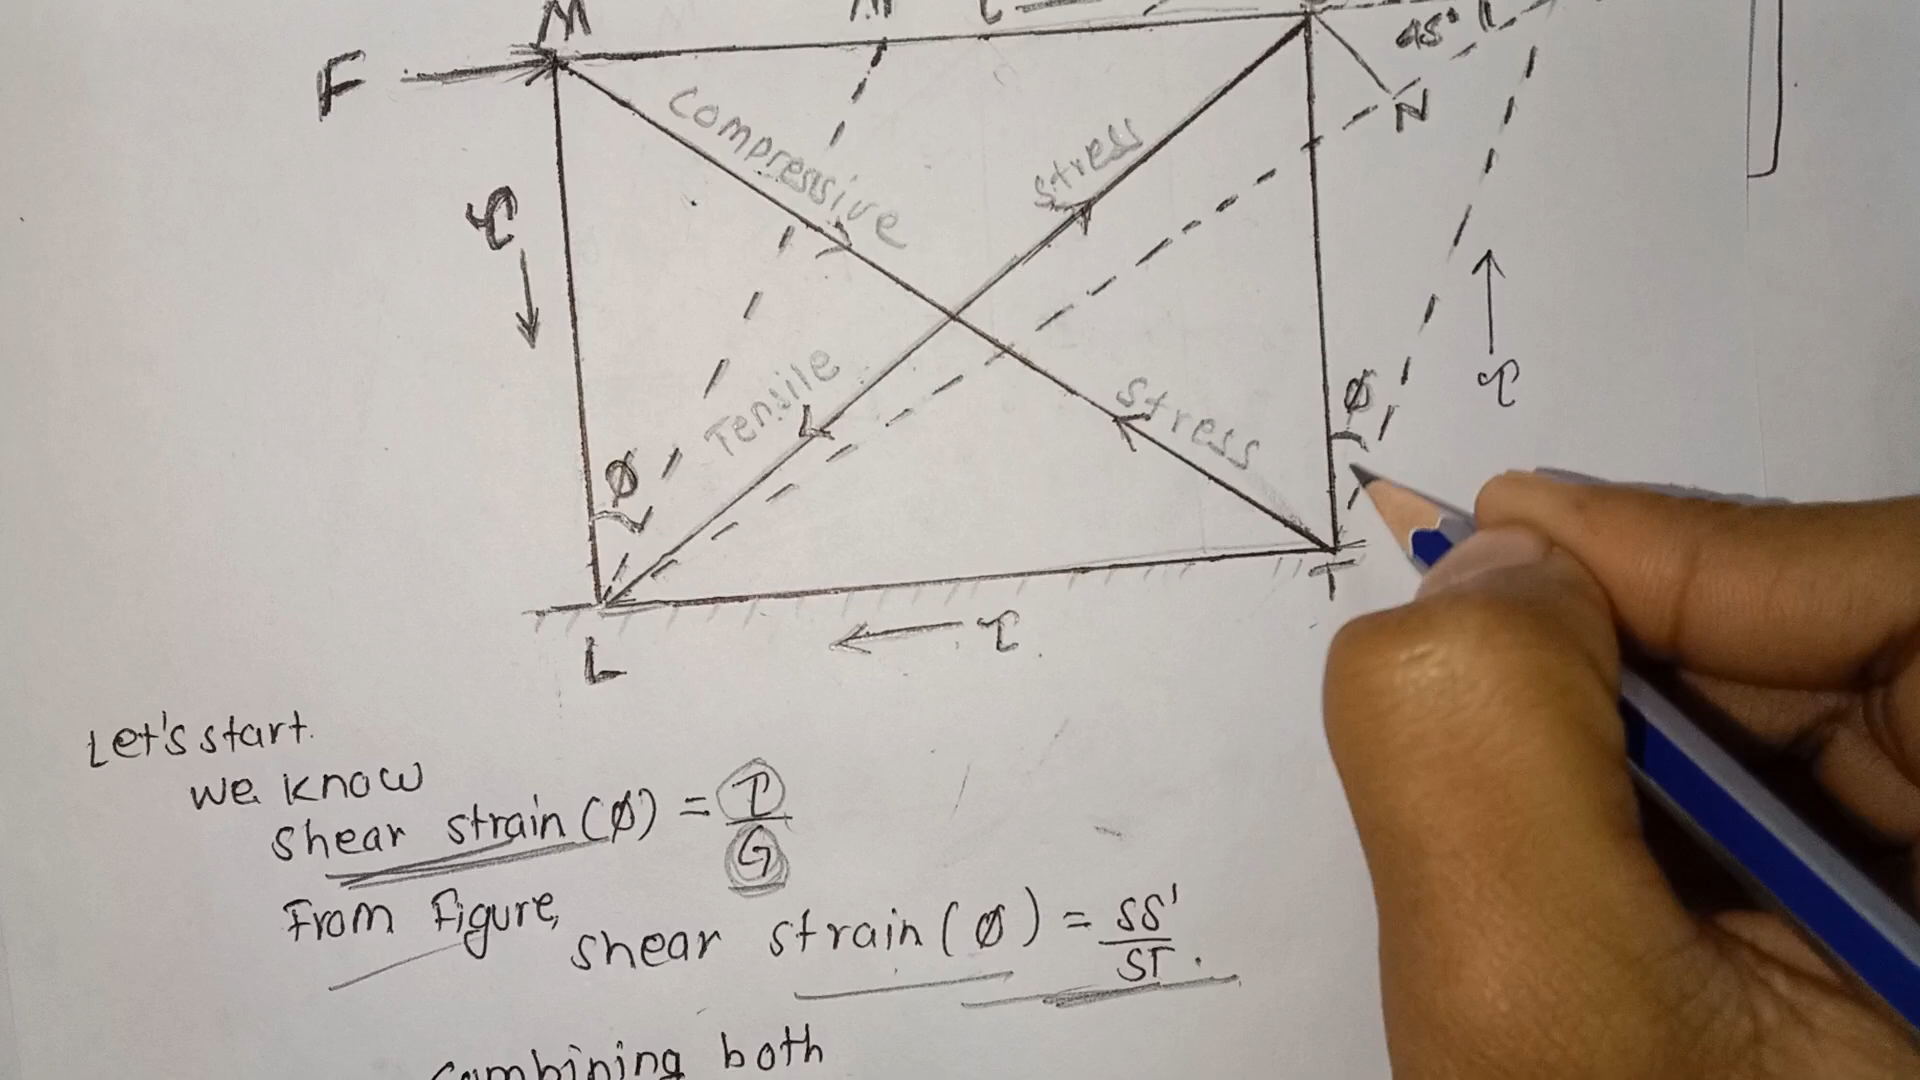 M
τ
45°
F
N
compressive
stress
τ
Tensile
stress
φ
τ
φ
T
τ
L
Let's start.
we know
shear strain (φ) = τ/G
From Figure,
shear strain (φ) = SS'/ST.
combining both